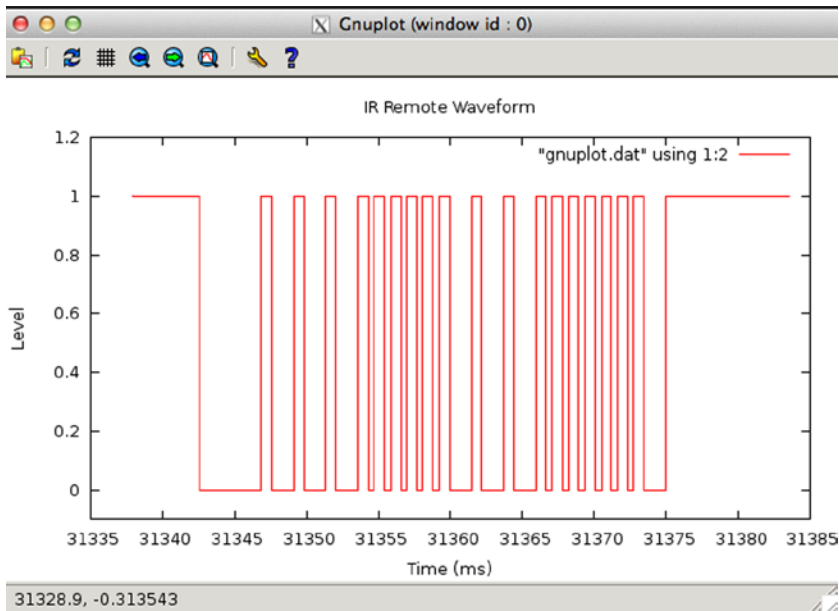 Gnuplot (window id : 0)
IR Remote Waveform
"gnuplot.dat" using 1:2
1.2
1
0.8
0.6
0.4
0.2
0
Level
31335 31340 31345 31350 31355 31360 31365 31370 31375 31380 31385
Time (ms)
31328.9, -0.313543